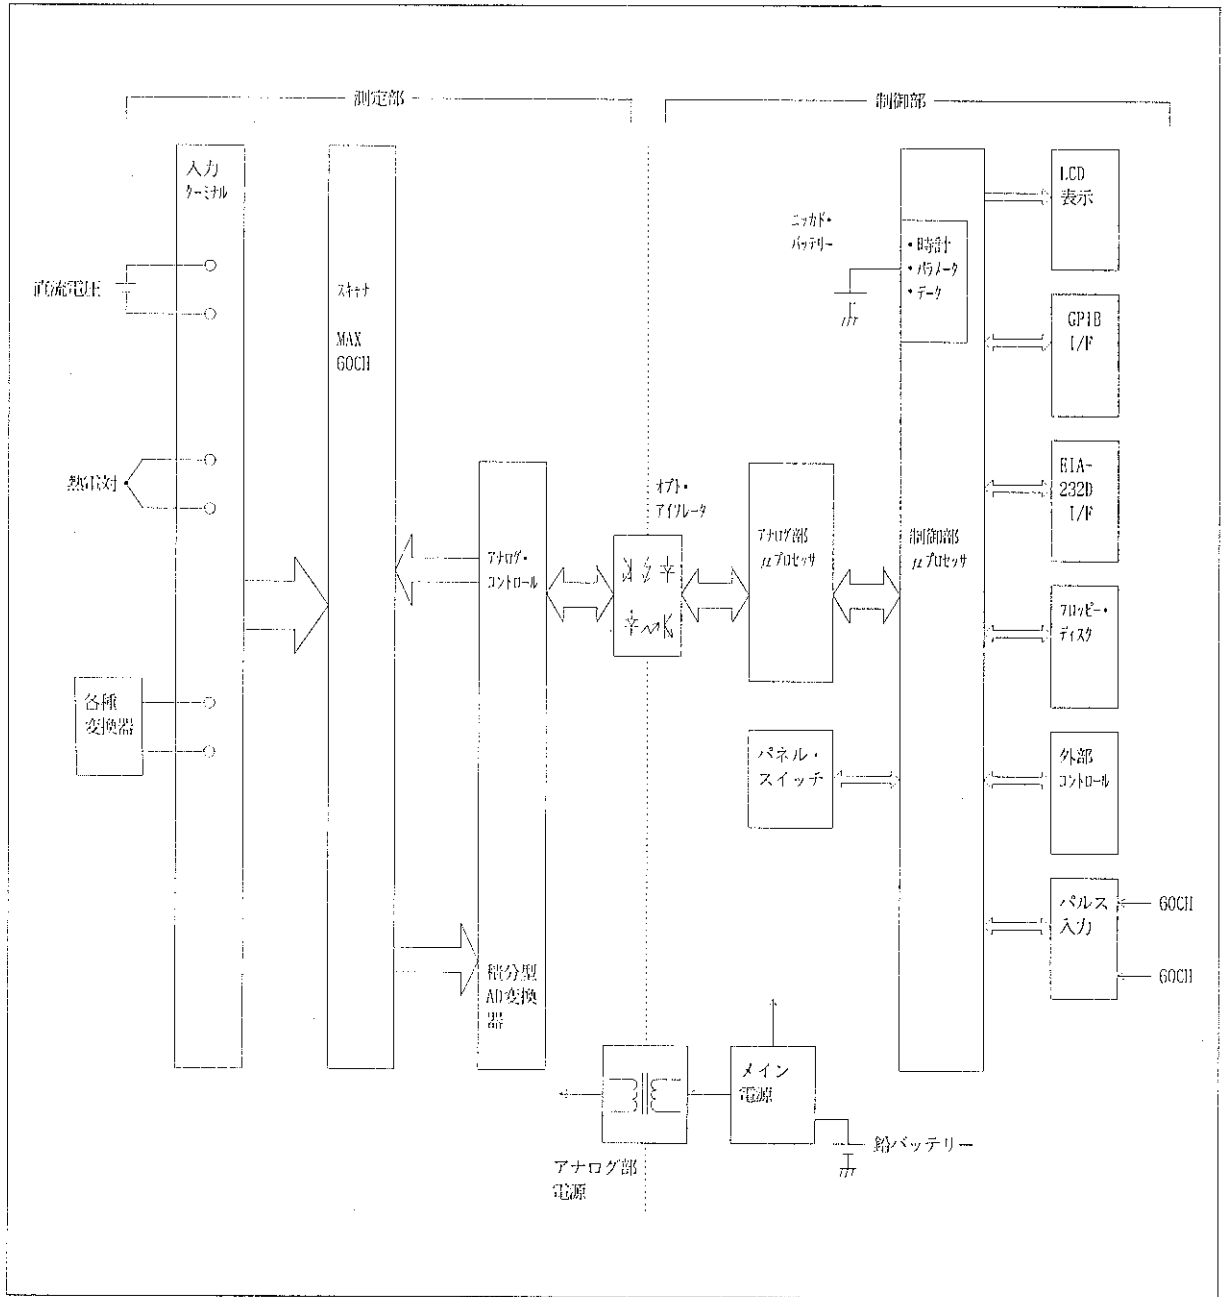 測定部
制御部
入力
ターミナル
直流電圧
熱電対
各種
変換器
スキャナ
MAX
60CH
アナログ・
コントロール
積分型
AD変換
器
オプト・
アイソレータ
アナログ部
μプロセッサ
パネル・
スイッチ
ニッカド・
バッテリー
・時計
・パラメータ
・データ
制御部
μプロセッサ
LCD
表示
GPIB
I/F
EIA-
232D
I/F
フロッピー・
ディスク
外部
コントロール
パルス
入力
60CH
60CH
メイン
電源
鉛バッテリー
アナログ部
電源